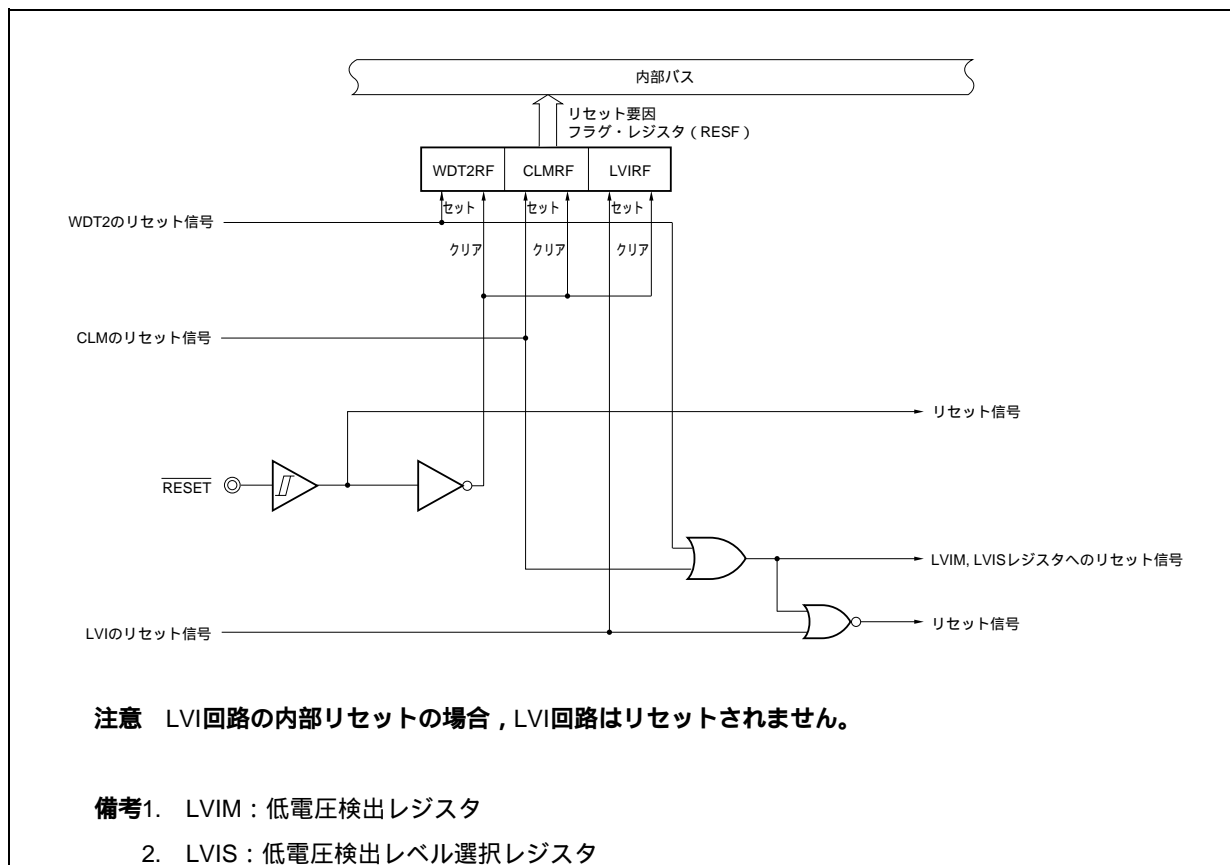 内部バス
リセット要因
フラグ・レジスタ（RESF）
WDT2RF CLMRF LVIRF
セット セット セット
WDT2のリセット信号
クリア クリア クリア
CLMのリセット信号
リセット信号
RESET
LVIM, LVISレジスタへのリセット信号
LVIのリセット信号
リセット信号
注意 LVI回路の内部リセットの場合，LVI回路はリセットされません。
備考1. LVIM：低電圧検出レジスタ
2. LVIS：低電圧検出レベル選択レジスタ